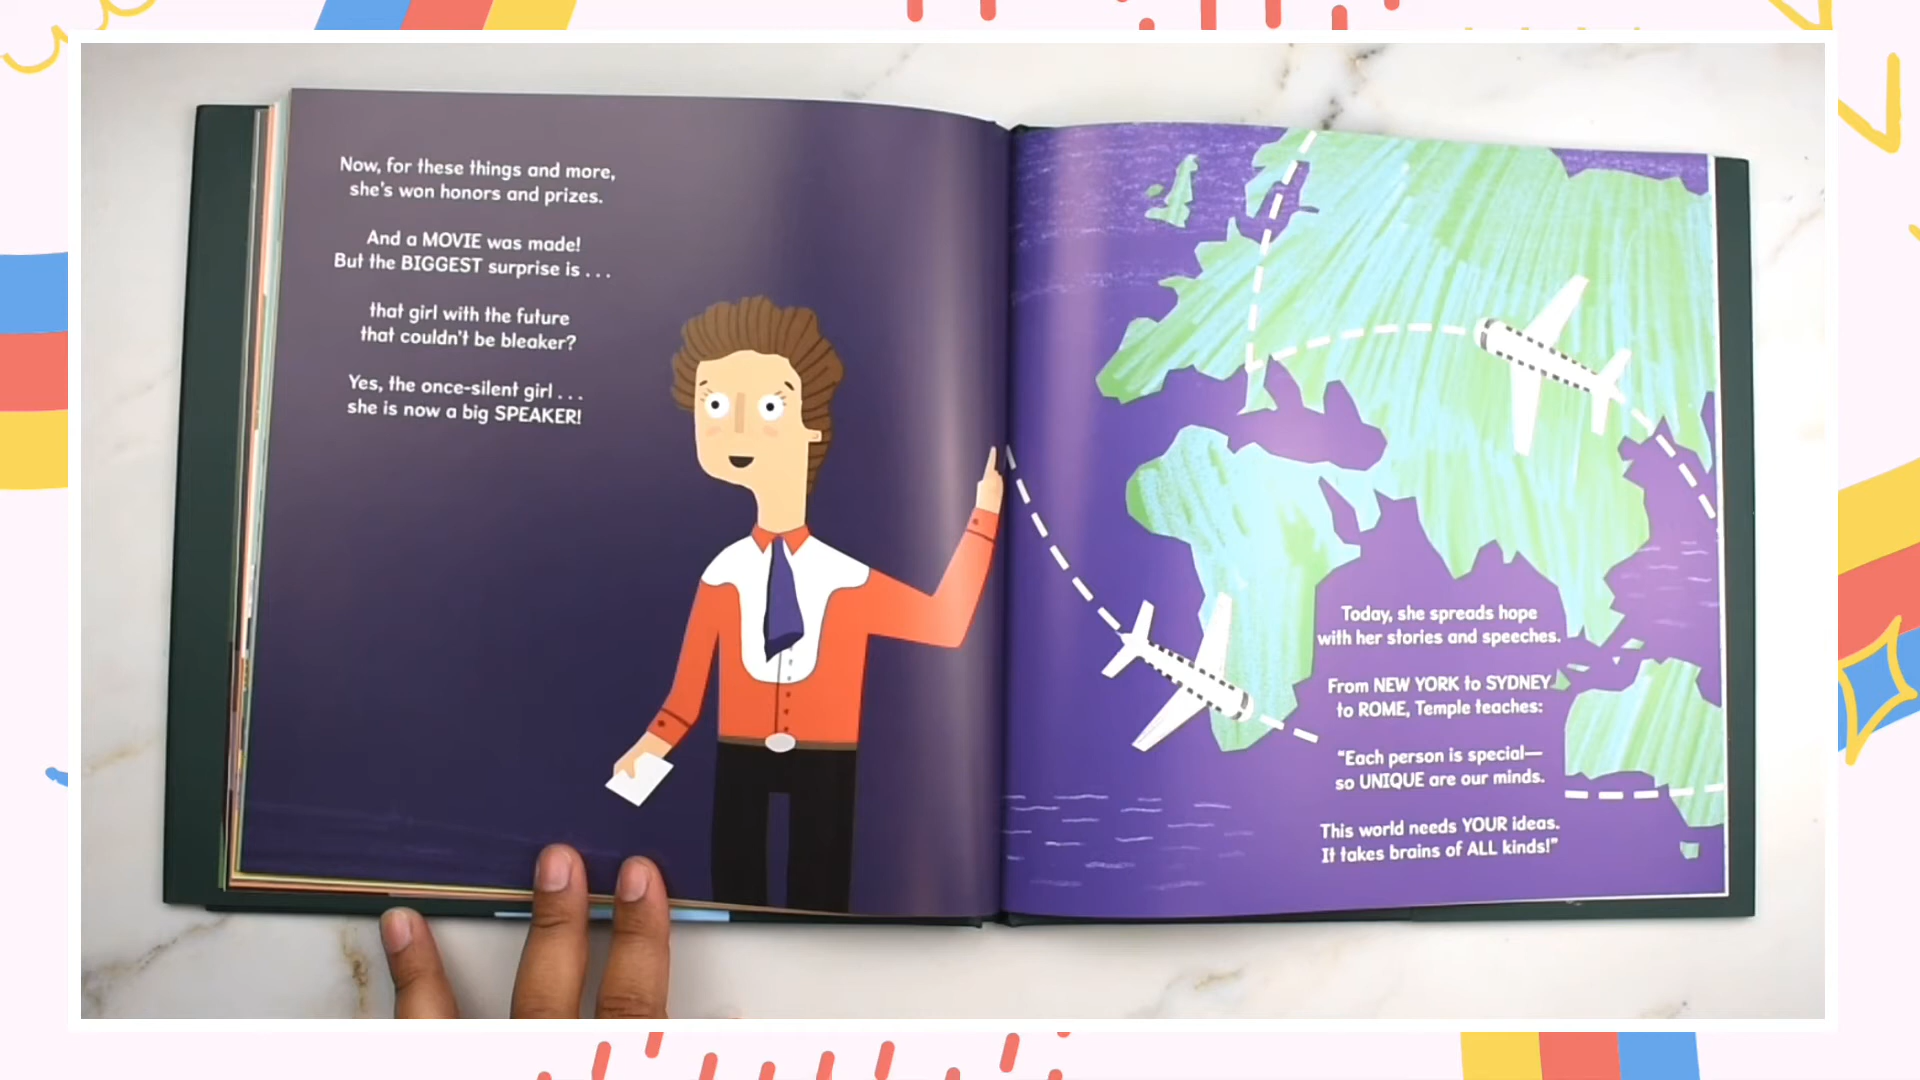 Now, for these things and more,
she's won honors and prizes.
And a MOVIE was made!
But the BIGGEST surprise is . . .
that girl with the future
that couldn't be bleaker?
Yes, the once-silent girl . . .
she is now a big SPEAKER!
Today, she spreads hope
with her stories and speeches.
From NEW YORK to SYDNEY
to ROME, Temple teaches:
"Each person is special—
so UNIQUE are our minds.
This world needs YOUR ideas.
It takes brains of ALL kinds!"